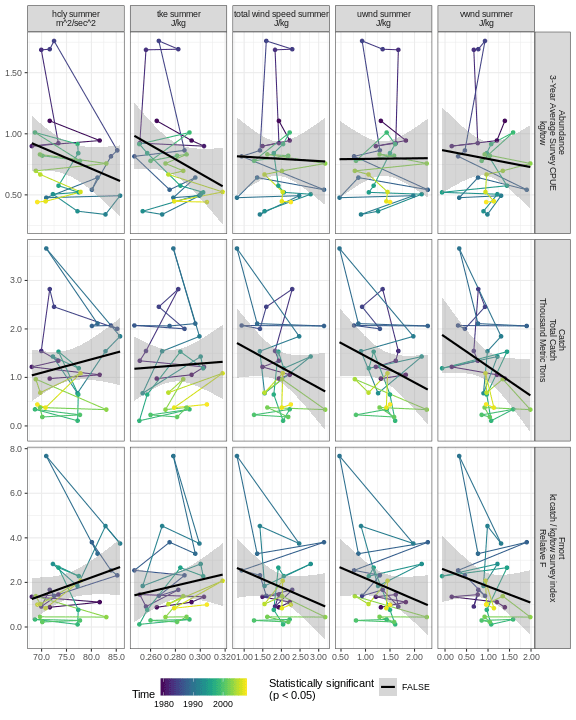 hcly summer
m^2/sec^2
tke summer
J/kg
total wind speed summer
J/kg
uwnd summer
J/kg
vwnd summer
J/kg
1.50
1.00
0.50
Abundance
3-Year Average Survey CPUE
kg/tow
3.0
2.0
1.0
0.0
Catch
Total Catch
Thousand Metric Tons
8.0
6.0
4.0
2.0
0.0
Fmort
kt catch / kg/tow survey index
Relative F
70.0 75.0 80.0 85.0
0.260 0.280 0.300 0.320
1.00 1.50 2.00 2.50 3.00
0.50 1.00 1.50 2.00
0.00 0.50 1.00 1.50 2.00
Time
1980 1990 2000
Statistically significant
(p < 0.05)
FALSE